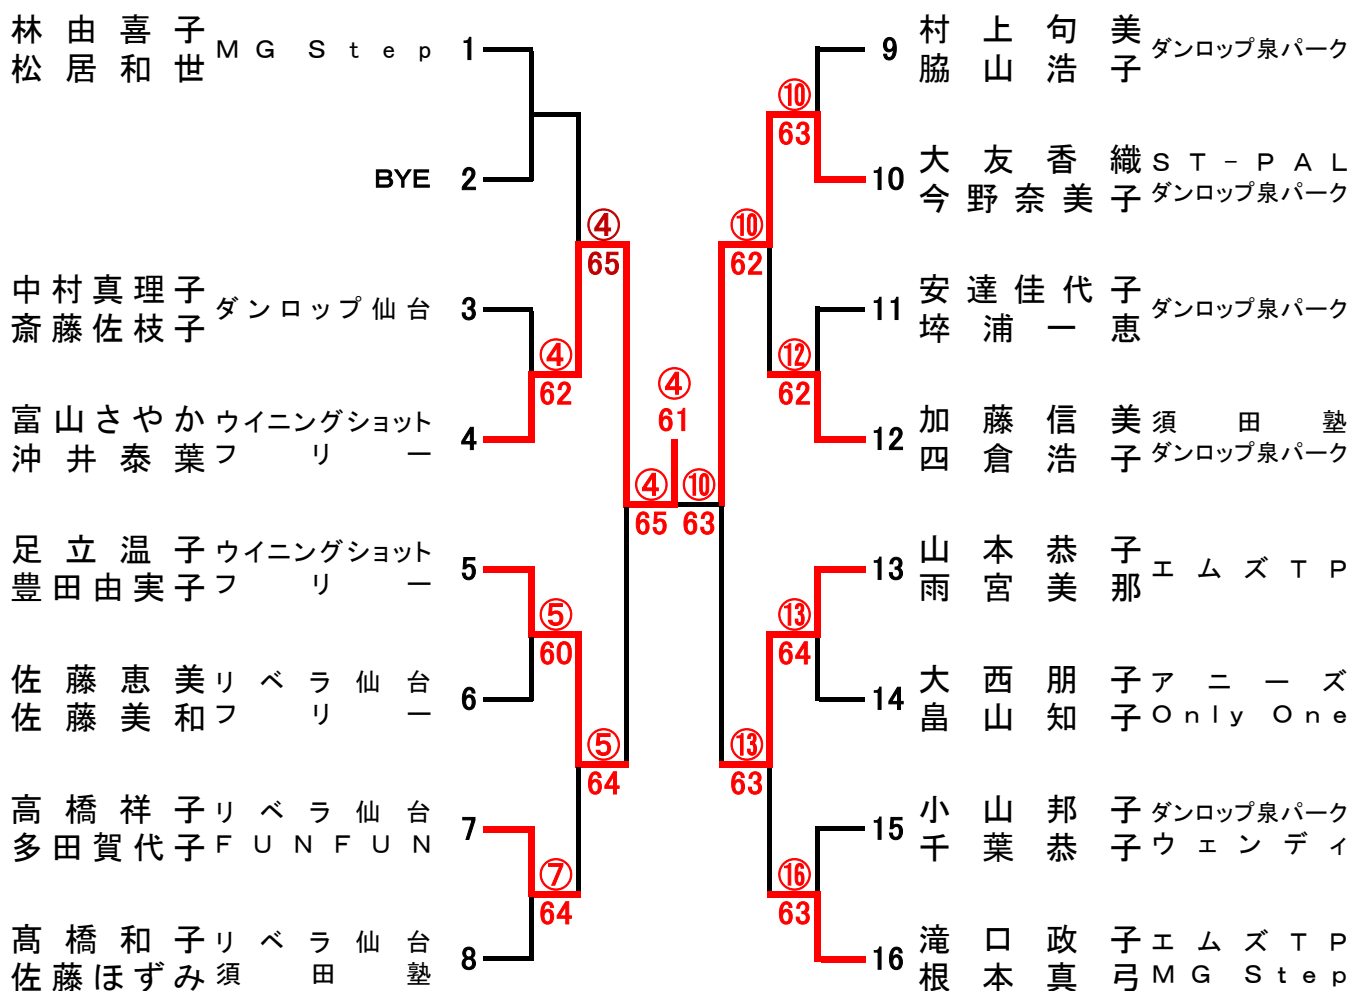 林由喜子 MG Step 1
松居和世
BYE 2
④
65
中村真理子 ダンロップ仙台 3
斎藤佐枝子
④
62
富山さやか ウイニングショット 4
沖井泰葉 フリー
④
61
④
65
足立温子 ウイニングショット 5
豊田由実子 フリー
⑤
60
佐藤恵美 リベラ仙台 6
佐藤美和 フリー
⑤
64
高橋祥子 リベラ仙台 7
多田賀代子 FUNFUN
⑦
64
髙橋和子 リベラ仙台 8
佐藤ほずみ 須田塾
9 村上句美 ダンロップ泉パーク
脇山浩子
⑩
63
10 大友香織 ST-PAL
今野奈美子 ダンロップ泉パーク
⑩
62
11 安達佳代子 ダンロップ泉パーク
埣浦一恵
⑫
62
12 加藤信美 須田塾
四倉浩子 ダンロップ泉パーク
⑩
63
13 山本恭子 エムズTP
雨宮美那
⑬
64
14 大西朋子 アニーズ
畠山知子 Only One
⑬
63
15 小山邦子 ダンロップ泉パーク
千葉恭子 ウェンディ
⑯
63
16 滝口政子 エムズTP
根本真弓 MG Step